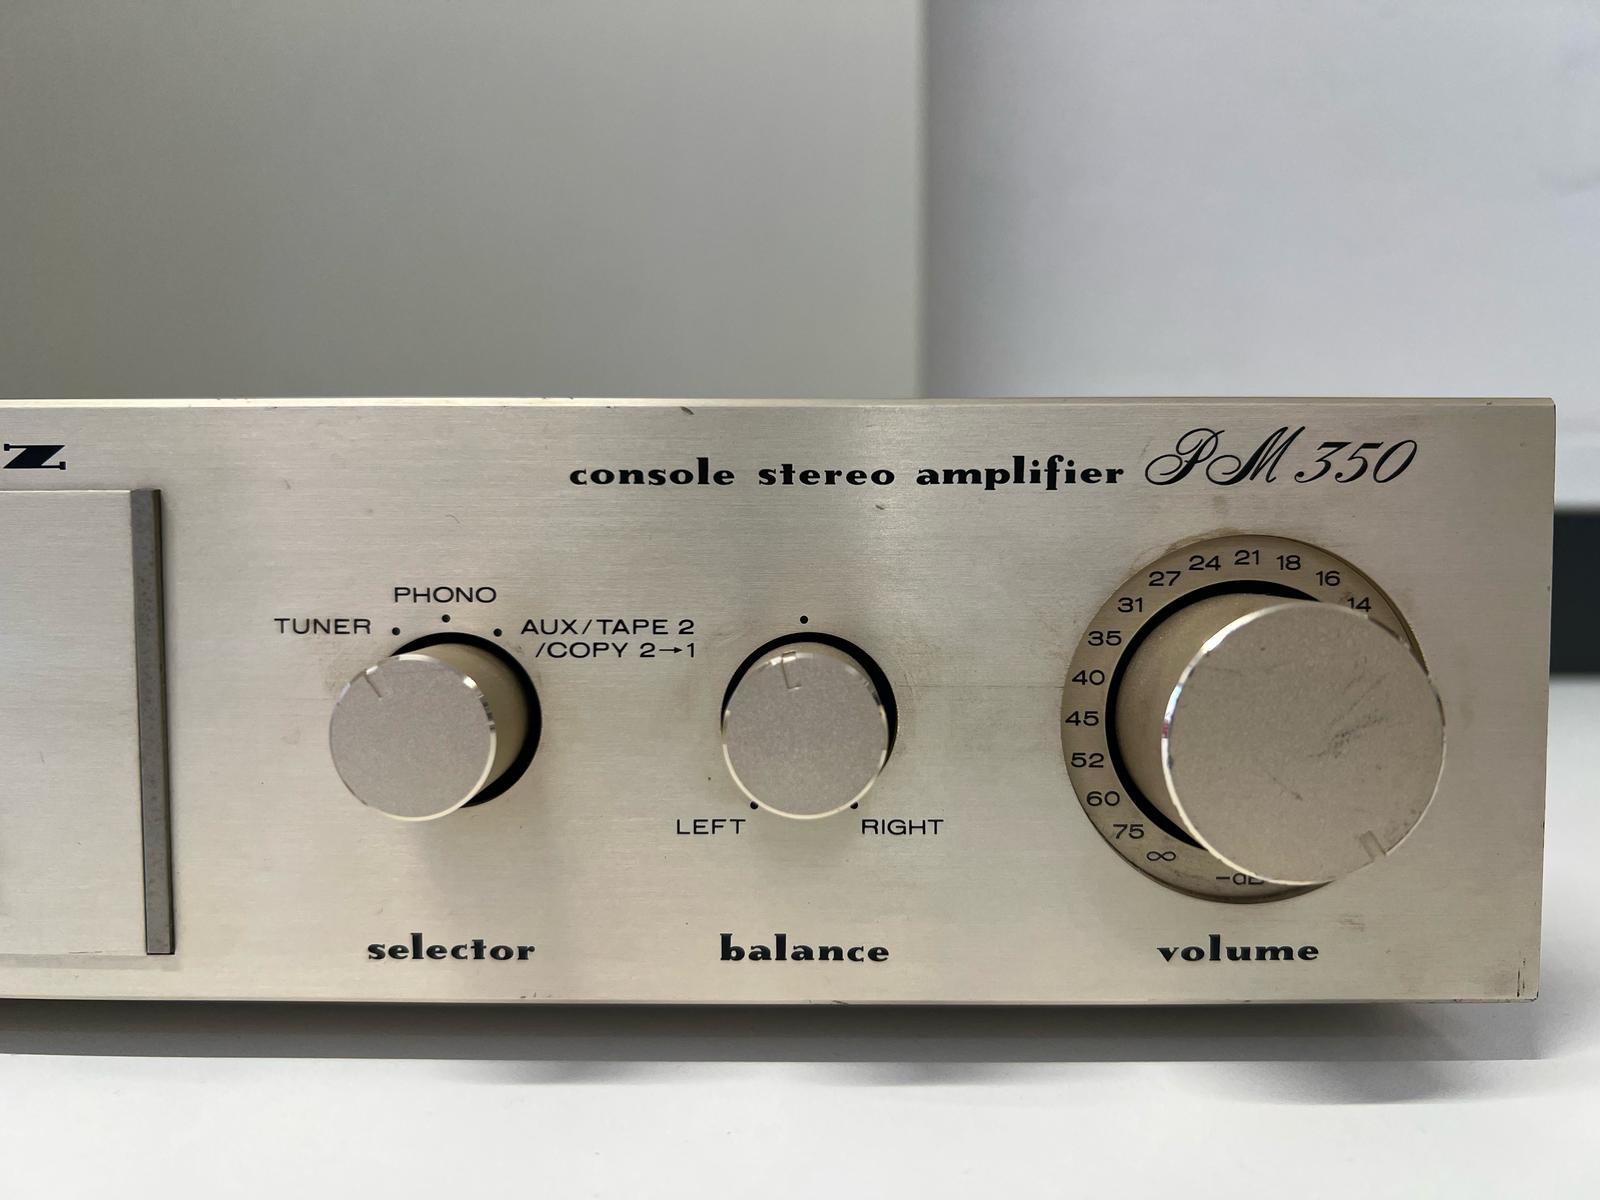 Z
console stereo amplifier PM 350
PHONO
TUNER
AUX/TAPE 2
/COPY 2→1
LEFT
RIGHT
∞
75
60
52
45
40
35
31
27
24
21
18
16
14
selector
balance
volume